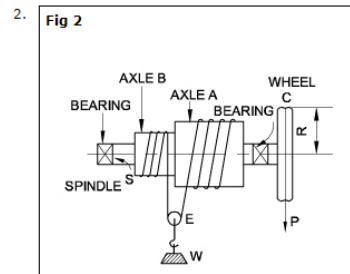 2.
Fig 2
AXLE B
WHEEL
AXLE A
C
BEARING
BEARING
R
S
SPINDLE
E
P
W